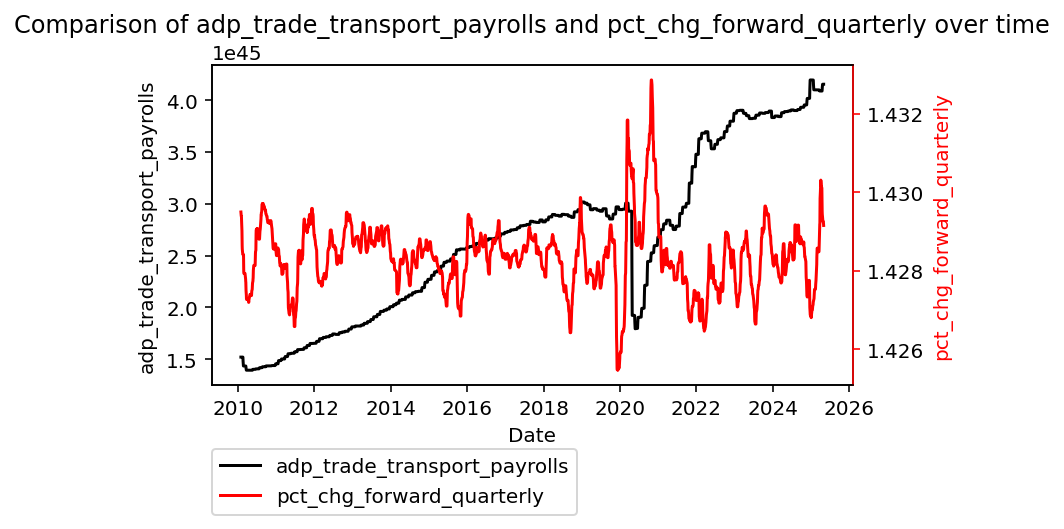 Comparison of adp_trade_transport_payrolls and pct_chg_forward_quarterly over time
1e45
4.0
3.5
3.0
2.5
2.0
1.5
adp_trade_transport_payrolls
1.432
1.430
1.428
1.426
pct_chg_forward_quarterly
2010 2012 2014 2016 2018 2020 2022 2024 2026
Date
adp_trade_transport_payrolls
pct_chg_forward_quarterly